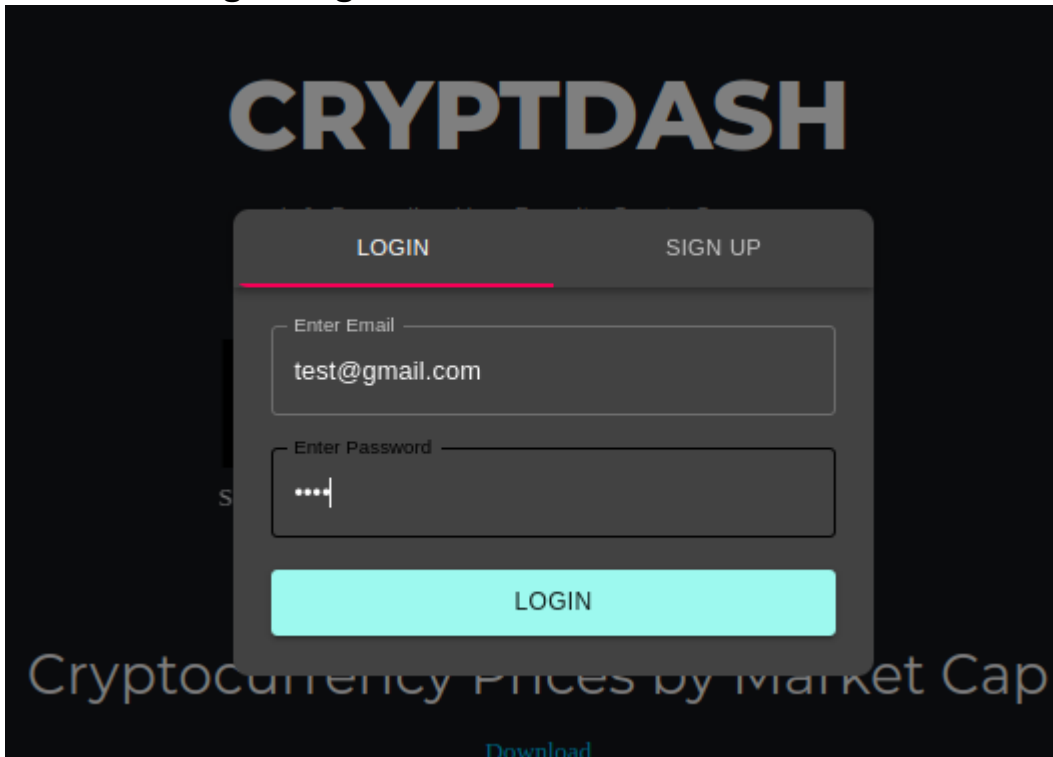 CRYPTDASH
LOGIN SIGN UP
Enter Email
test@gmail.com
Enter Password
••••
LOGIN
Cryptocurrency Prices by Market Cap
Download